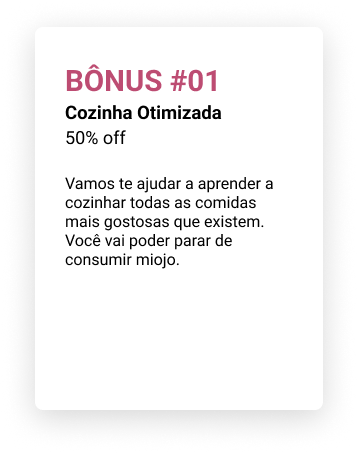 BÔNUS #01
Cozinha Otimizada
50% off
Vamos te ajudar a aprender a
cozinhar todas as comidas
mais gostosas que existem.
Você vai poder parar de
consumir miojo.